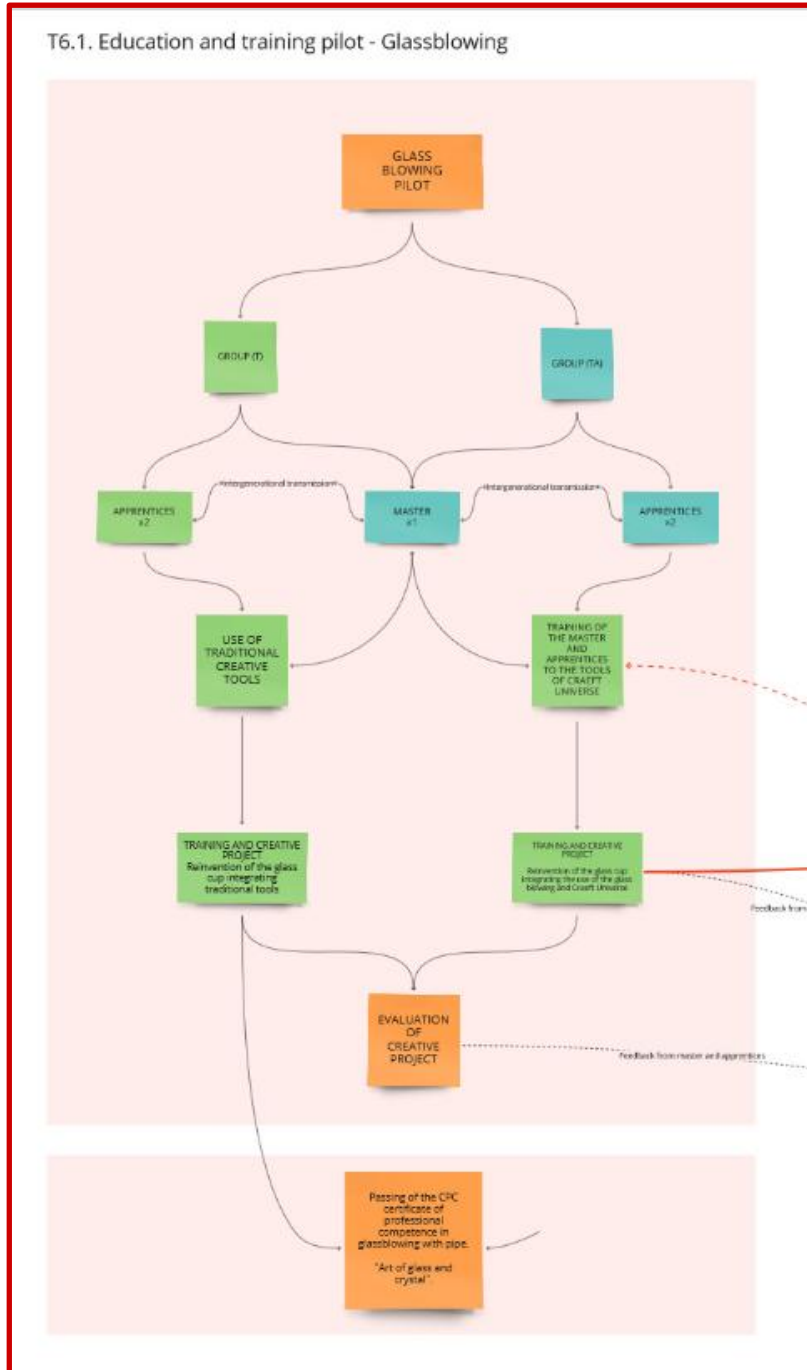 T6.1. Education and training pilot - Glassblowing
GLASS
BLOWING
PILOT
GROUP (T)
GROUP (TA)
<Intergenerational transmission>
<Intergenerational transmission>
APPRENTICES
x2
MASTER
x1
APPRENTICES
x2
USE OF
TRADITIONAL
CREATIVE
TOOLS
TRAINING OF
THE MASTER
AND
APPRENTICES
TO THE TOOLS
OF CRAEFT
UNIVERSE
TRAINING AND CREATIVE
PROJECT
Reinvention of the glass
cup integrating
traditional tools
TRAINING AND CREATIVE
PROJECT
Reinvention of the glass cup
integrating the use of the glass
blowing and Craeft Universe
Feedback from
EVALUATION
OF
CREATIVE
PROJECT
Feedback from master and apprentices
Passing of the CPC
certificate of
professional
competence in
glassblowing with pipe.
"Art of glass and
crystal"